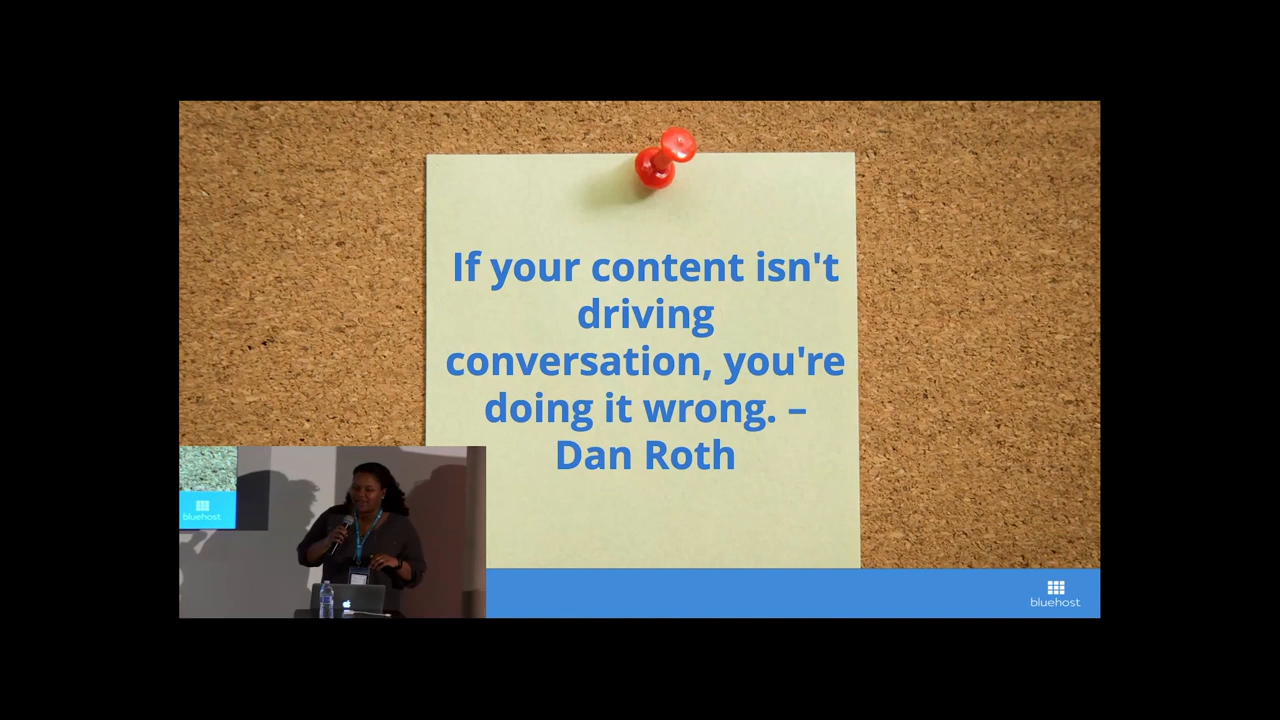 If your content isn't
driving
conversation, you're
doing it wrong. –
Dan Roth
bluehost
bluehost